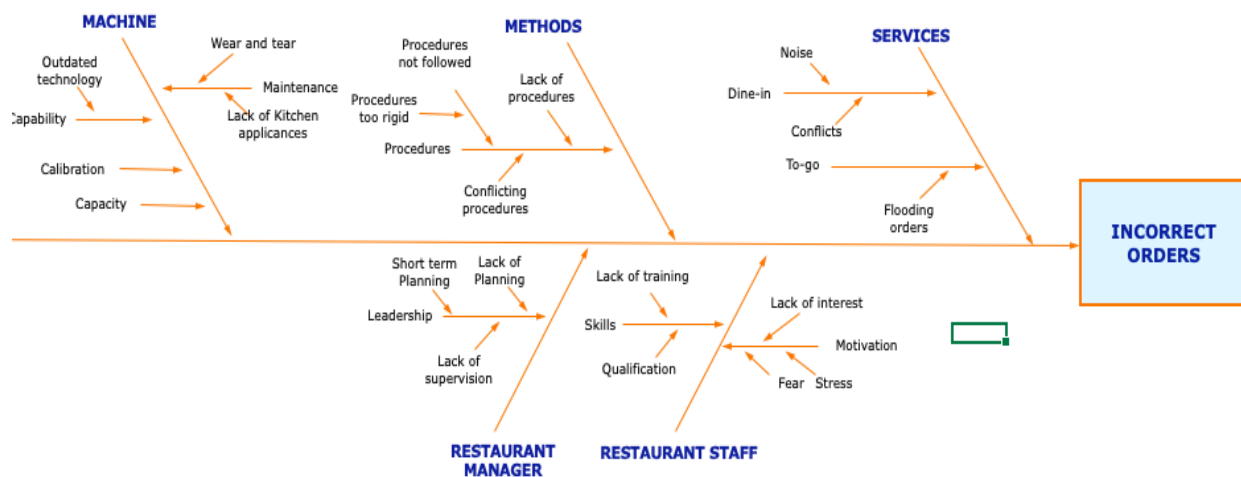 MACHINE
Wear and tear
Outdated
technology
Maintenance
Capability
Lack of Kitchen
applicances
Calibration
Capacity
METHODS
Procedures
not followed
Lack of
procedures
Procedures
too rigid
Procedures
Conflicting
procedures
SERVICES
Noise
Dine-in
Conflicts
To-go
Flooding
orders
INCORRECT
ORDERS
Short term
Planning
Lack of
Planning
Leadership
Lack of
supervision
RESTAURANT
MANAGER
Lack of training
Skills
Qualification
Lack of interest
Motivation
Fear
Stress
RESTAURANT STAFF